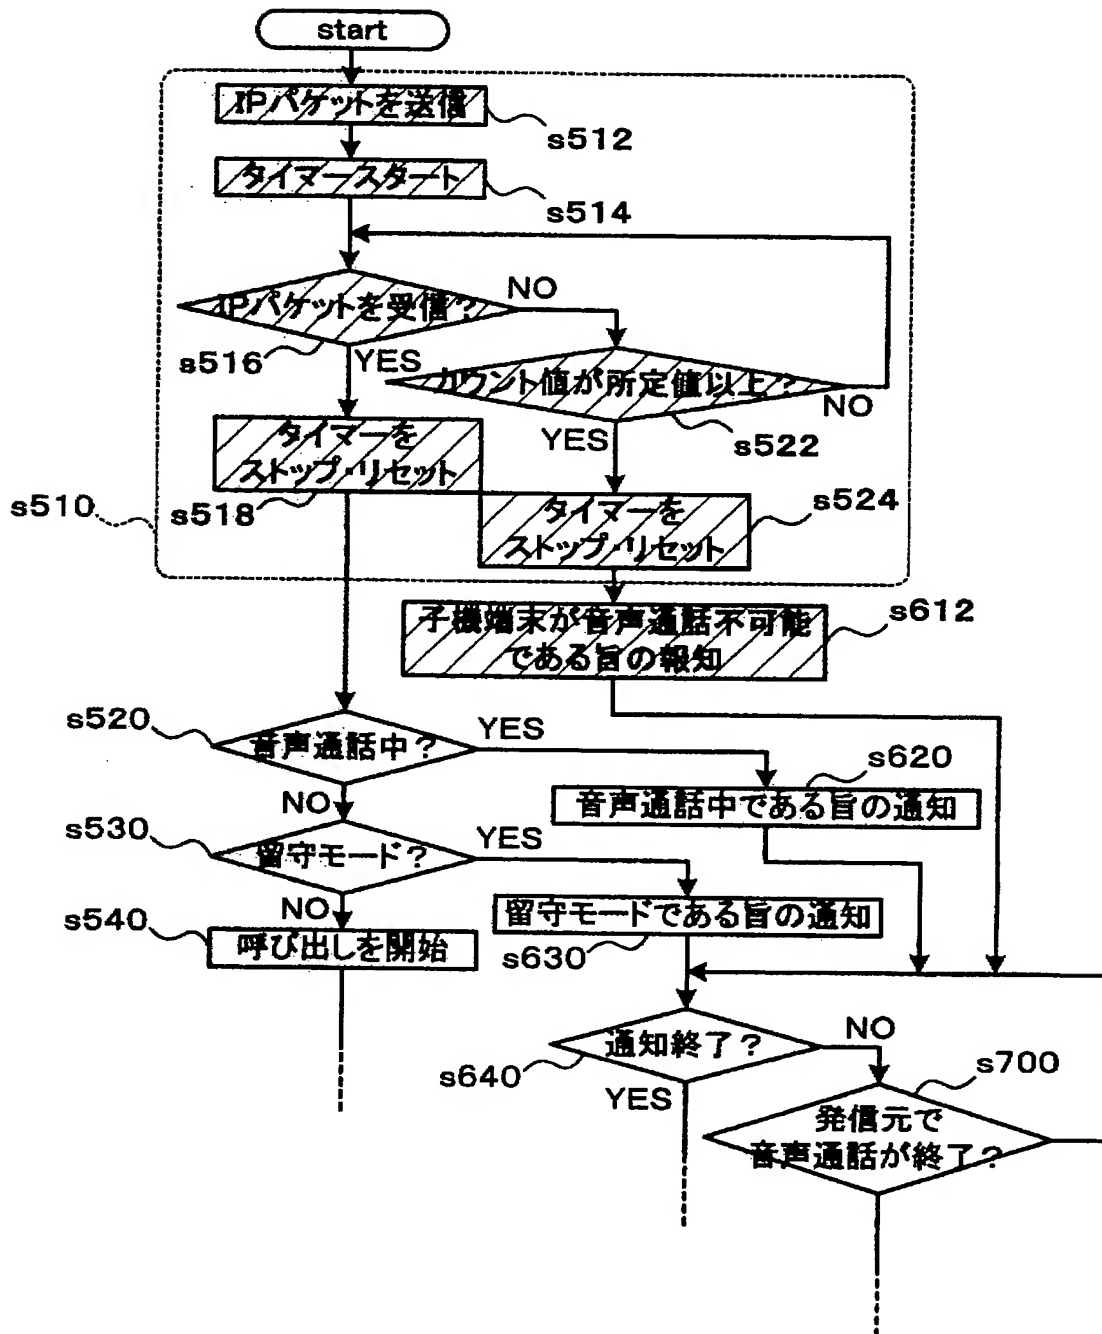 start
IPパケットを送信
s512
タイマースタート
s514
IPパケットを受信?
NO
s516
YES
カウント値が所定値以上?
NO
YES
s522
タイマーを
ストップ・リセット
s518
s510
タイマーを
ストップ・リセット
s524
子機端末が音声通話不可能
である旨の報知
s612
s520
音声通話中?
YES
NO
s620
音声通話中である旨の通知
s530
留守モード?
YES
NO
s540
呼び出しを開始
留守モードである旨の通知
s630
通知終了?
NO
s640
YES
s700
発信元で
音声通話が終了?